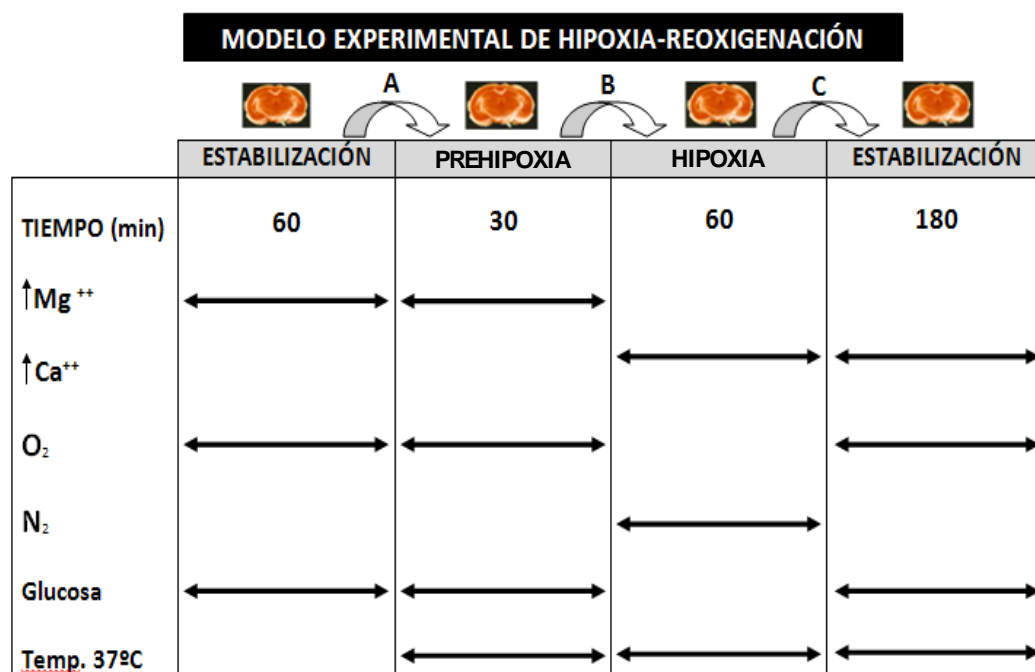 MODELO EXPERIMENTAL DE HIPOXIA-REOXIGENACIÓN
A B C
ESTABILIZACIÓN PREHIPOXIA HIPOXIA ESTABILIZACIÓN
TIEMPO (min) 60 30 60 180
↑Mg ++
↑Ca++
O₂
N₂
Glucosa
Temp. 37ºC